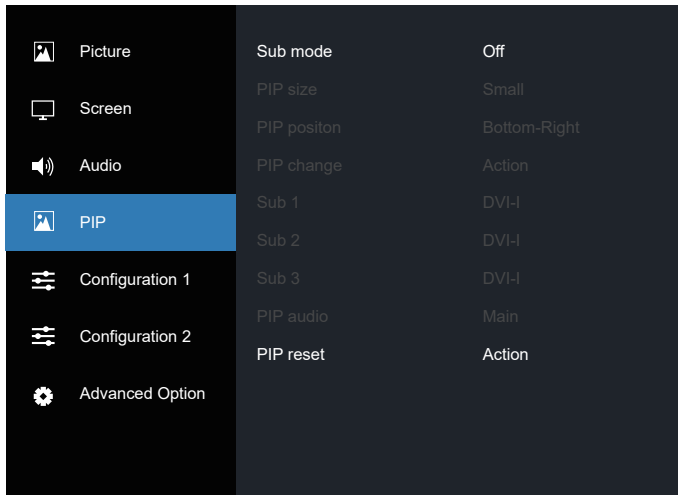 Picture
Screen
Audio
PIP
Configuration 1
Configuration 2
Advanced Option
Sub mode Off
PIP size Small
PIP positon Bottom-Right
PIP change Action
Sub 1 DVI-I
Sub 2 DVI-I
Sub 3 DVI-I
PIP audio Main
PIP reset Action